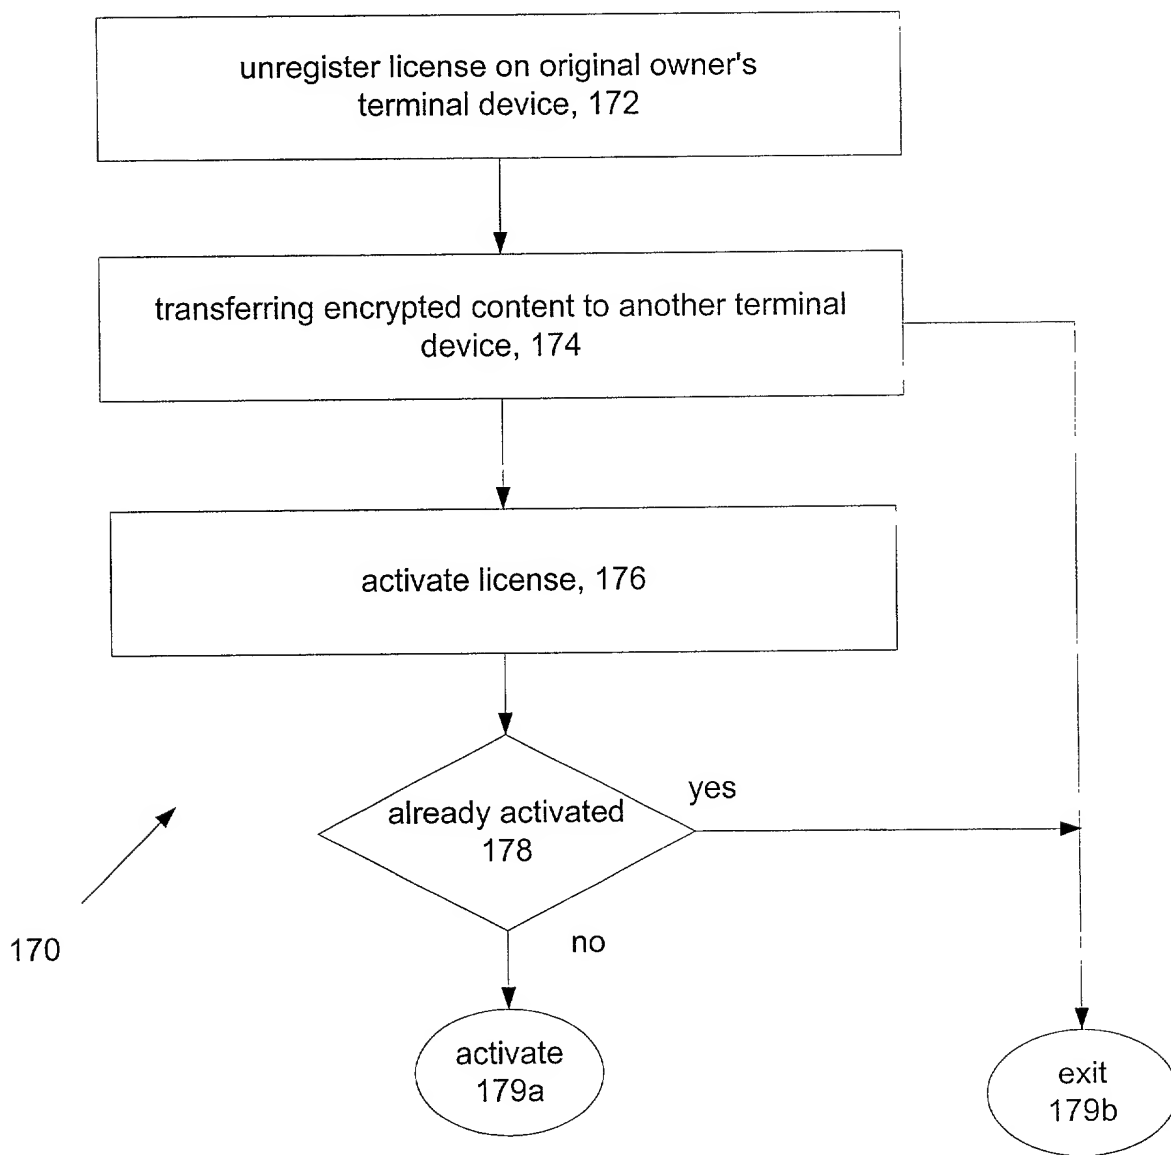 unregister license on original owner's
terminal device, 172
transferring encrypted content to another terminal
device, 174
activate license, 176
already activated
178
yes
no
170
activate
179a
exit
179b